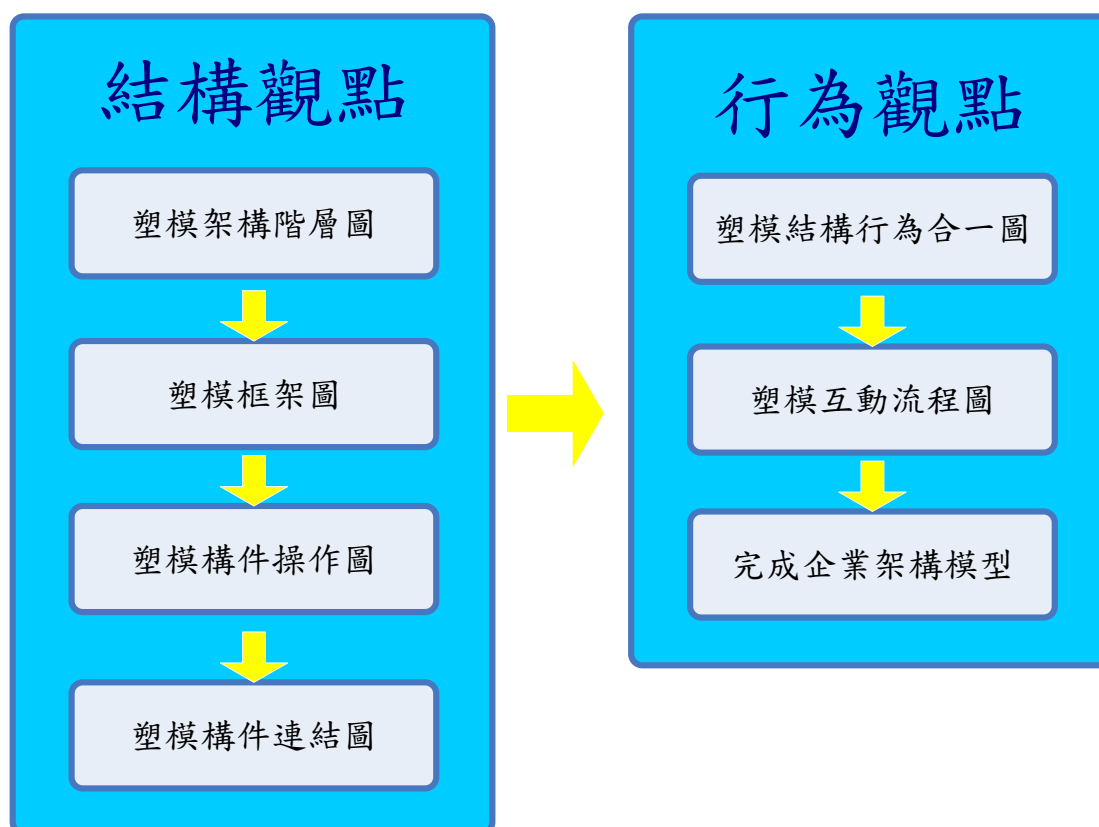 結構觀點
塑模架構階層圖
塑模框架圖
塑模構件操作圖
塑模構件連結圖
行為觀點
塑模結構行為合一圖
塑模互動流程圖
完成企業架構模型